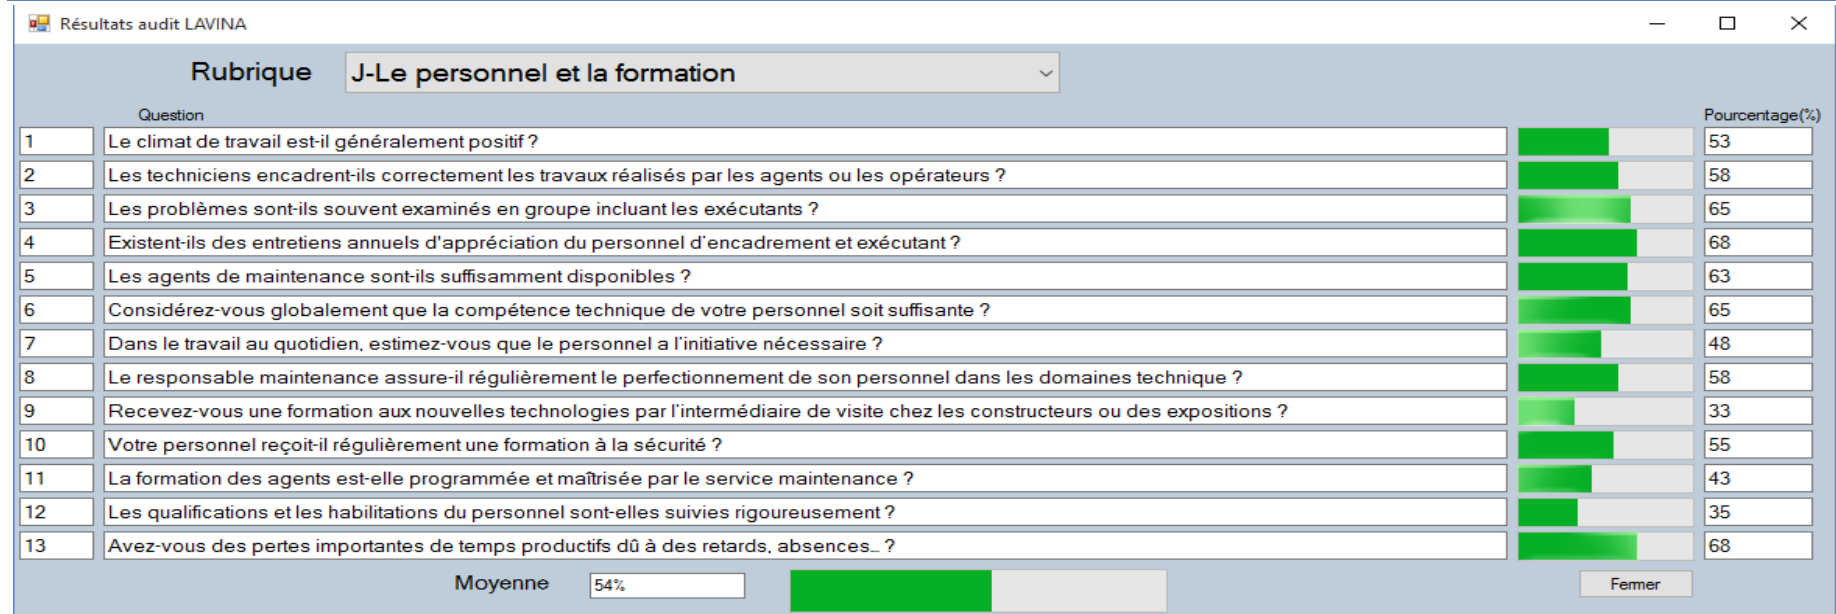 Résultats audit LAVINA
Rubrique J-Le personnel et la formation
Question Pourcentage(%)
1 Le climat de travail est-il généralement positif ? 53
2 Les techniciens encadrent-ils correctement les travaux réalisés par les agents ou les opérateurs ? 58
3 Les problèmes sont-ils souvent examinés en groupe incluant les exécutants ? 65
4 Existent-ils des entretiens annuels d'appréciation du personnel d'encadrement et exécutant ? 68
5 Les agents de maintenance sont-ils suffisamment disponibles ? 63
6 Considérez-vous globalement que la compétence technique de votre personnel soit suffisante ? 65
7 Dans le travail au quotidien, estimez-vous que le personnel a l'initiative nécessaire ? 48
8 Le responsable maintenance assure-il régulièrement le perfectionnement de son personnel dans les domaines technique ? 58
9 Recevez-vous une formation aux nouvelles technologies par l'intermédiaire de visite chez les constructeurs ou des expositions ? 33
10 Votre personnel reçoit-il régulièrement une formation à la sécurité ? 55
11 La formation des agents est-elle programmée et maîtrisée par le service maintenance ? 43
12 Les qualifications et les habilitations du personnel sont-elles suivies rigoureusement ? 35
13 Avez-vous des pertes importantes de temps productifs dû à des retards, absences… ? 68
Moyenne 54% Fermer